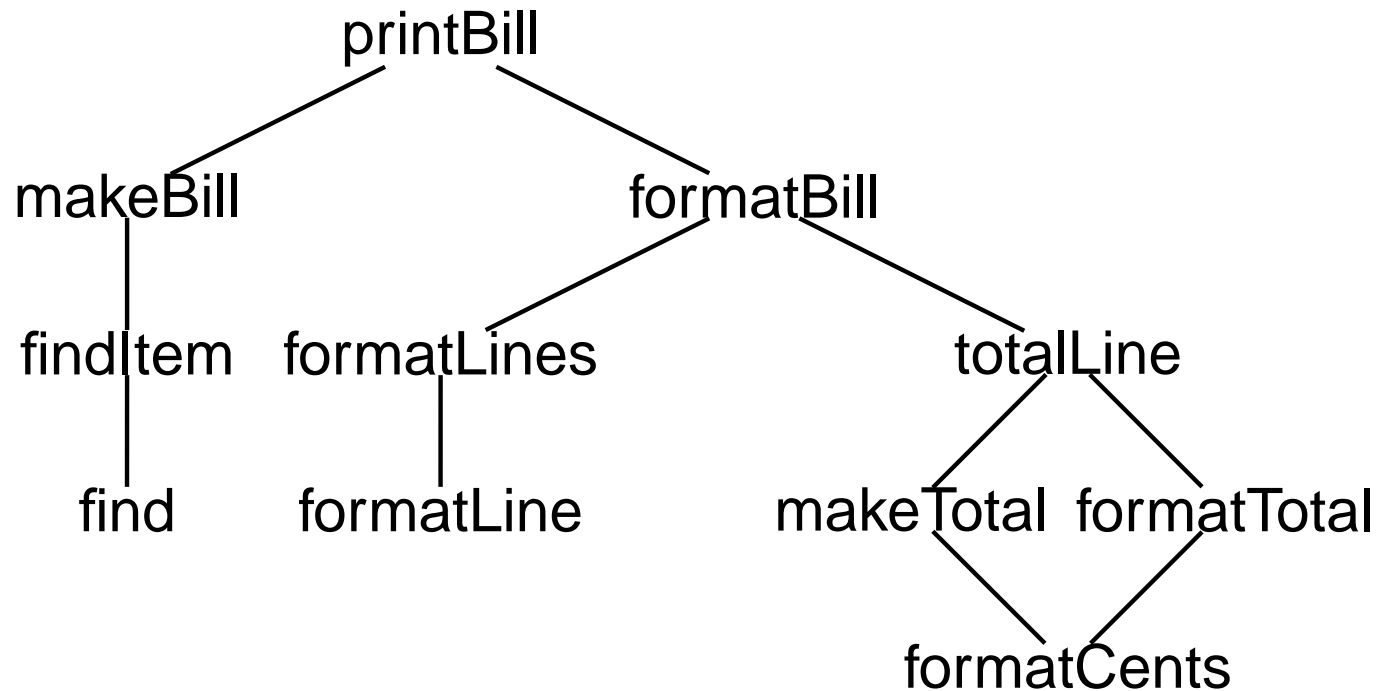 printBill
makeBill formatBill
findItem formatLines totalLine
find formatLine makeTotal formatTotal
formatCents